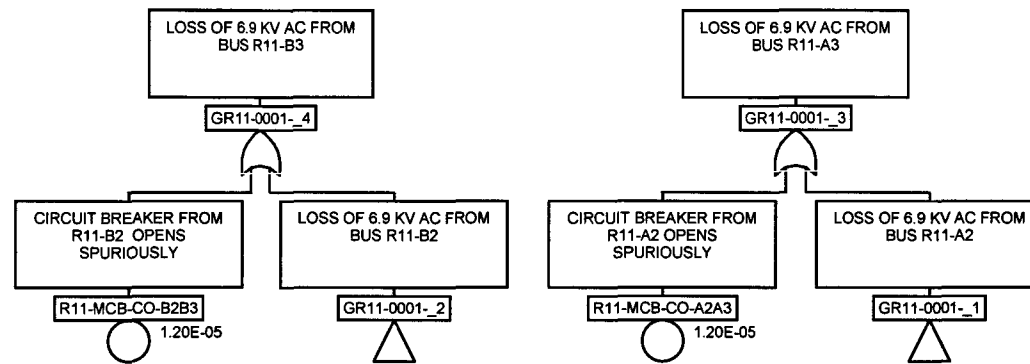 LOSS OF 6.9 KV AC FROM
BUS R11-B3
GR11-0001-_4
CIRCUIT BREAKER FROM
R11-B2 OPENS
SPURIOUSLY
R11-MCB-CO-B2B3
1.20E-05
LOSS OF 6.9 KV AC FROM
BUS R11-B2
GR11-0001-_2
LOSS OF 6.9 KV AC FROM
BUS R11-A3
GR11-0001-_3
CIRCUIT BREAKER FROM
R11-A2 OPENS
SPURIOUSLY
R11-MCB-CO-A2A3
1.20E-05
LOSS OF 6.9 KV AC FROM
BUS R11-A2
GR11-0001-_1